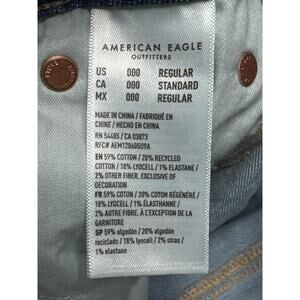 AMERICAN EAGLE
OUTFITTERS
US 000 REGULAR
CA 000 STANDARD
MX 000 REGULAR
MADE IN CHINA / FABRIQUÉ EN
CHINE / HECHO EN CHINA
RN 54485 / CA 03873
RFC# AEM120605U9A
EN 59% COTTON / 20% RECYCLED
COTTON / 18% LYOCELL / 1% ELASTANE /
2% OTHER FIBER. EXCLUSIVE OF
DECORATION
FR 59% COTON / 20% COTON RÉGÉNÉRÉ /
18% LYOCELL / 1% ÉLASTHANNE /
2% AUTRE FIBRE. À L'EXCEPTION DE LA
GARNITURE
SP 59% algodón / 20% algodón
reciclado / 18% lyocell / 2% otras /
1% elastano